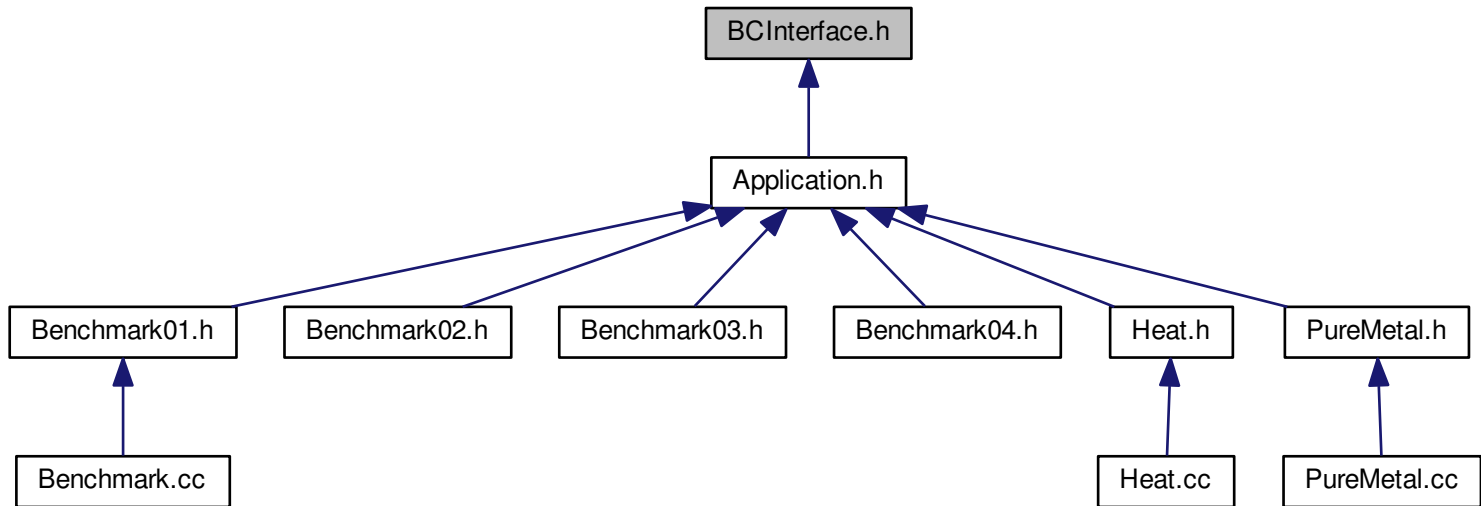 BCInterface.h
Application.h
Benchmark01.h
Benchmark02.h
Benchmark03.h
Benchmark04.h
Heat.h
PureMetal.h
Benchmark.cc
Heat.cc
PureMetal.cc